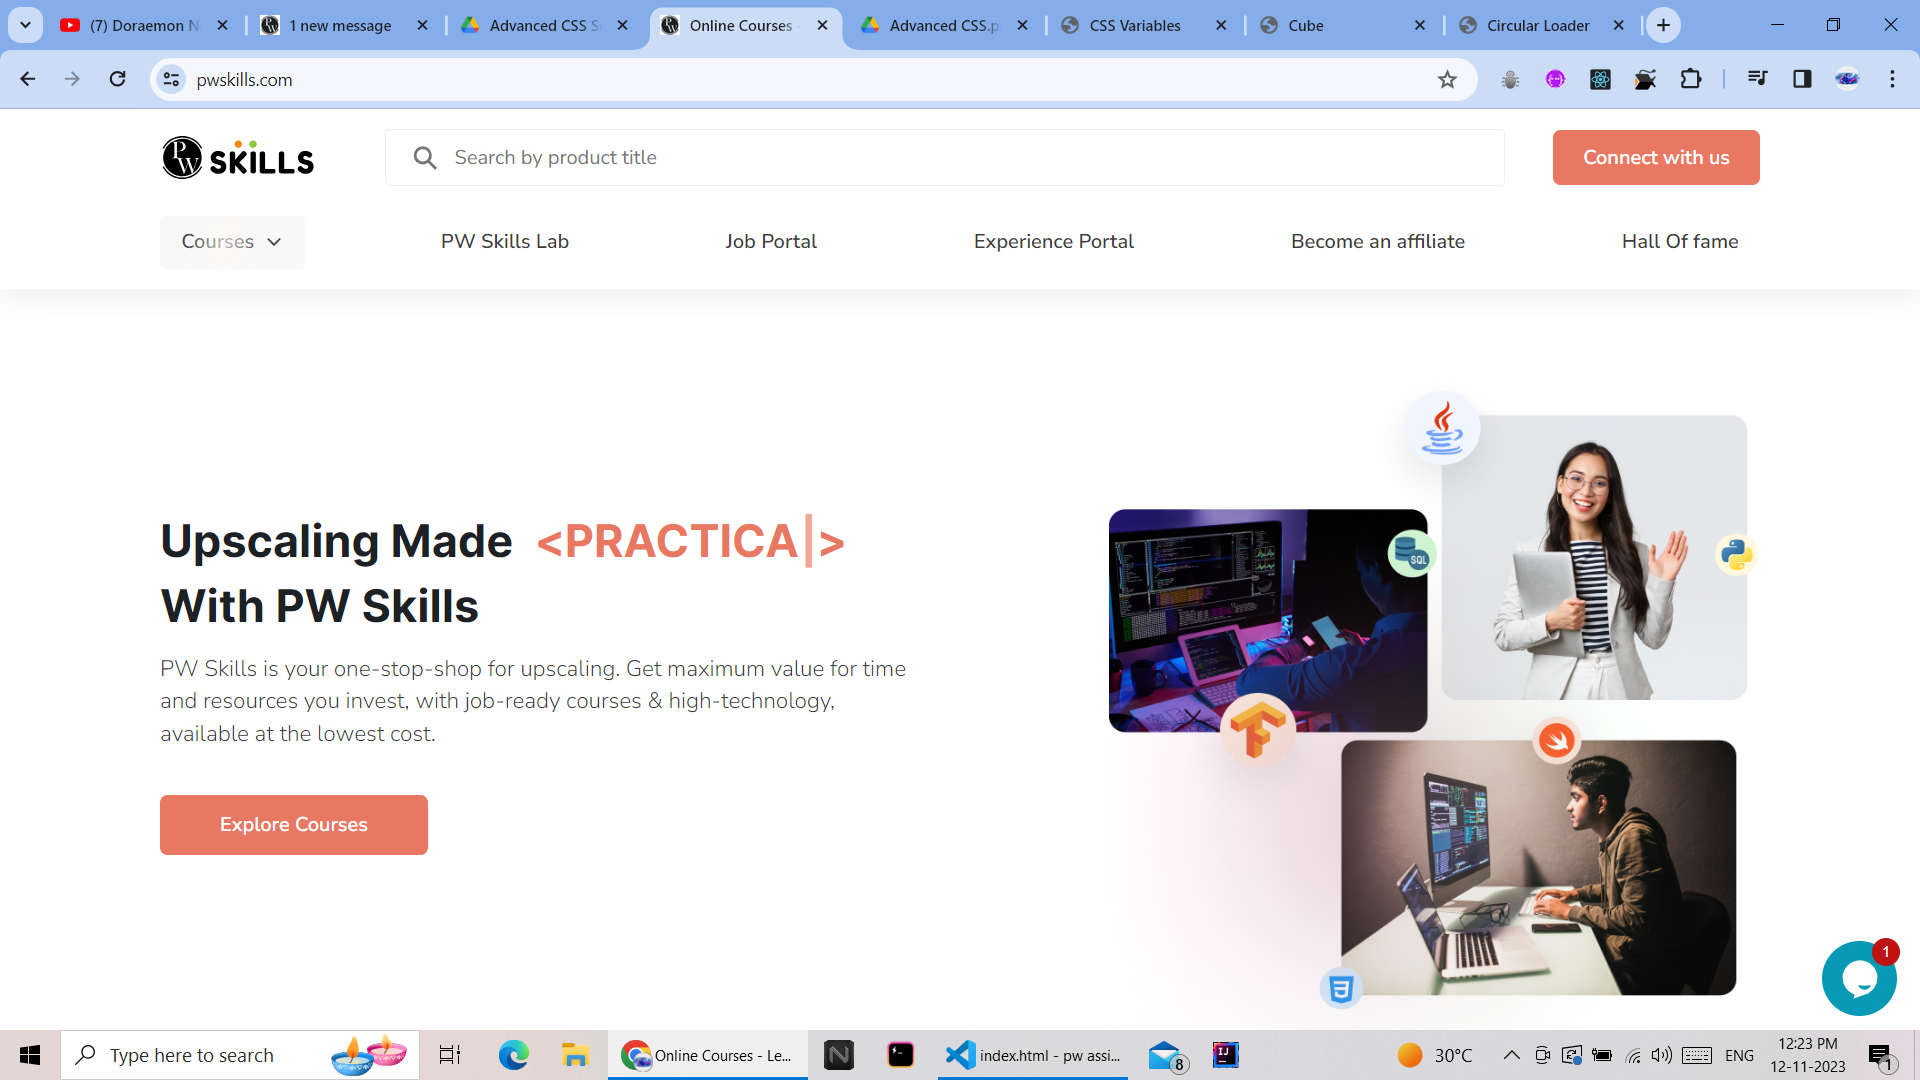 (7) Doraemon N
1 new message
Advanced CSS S
Online Courses -
Advanced CSS.p
CSS Variables
Cube
Circular Loader
pwskills.com
PW SKILLS
Search by product title
Connect with us
Courses
PW Skills Lab
Job Portal
Experience Portal
Become an affiliate
Hall Of fame
Upscaling Made <PRACTICA|>
With PW Skills
PW Skills is your one-stop-shop for upscaling. Get maximum value for time
and resources you invest, with job-ready courses & high-technology,
available at the lowest cost.
Explore Courses
SQL
1
Type here to search
Online Courses - Le...
index.html - pw assi...
8
IJ
30°C
ENG
12:23 PM
12-11-2023
1